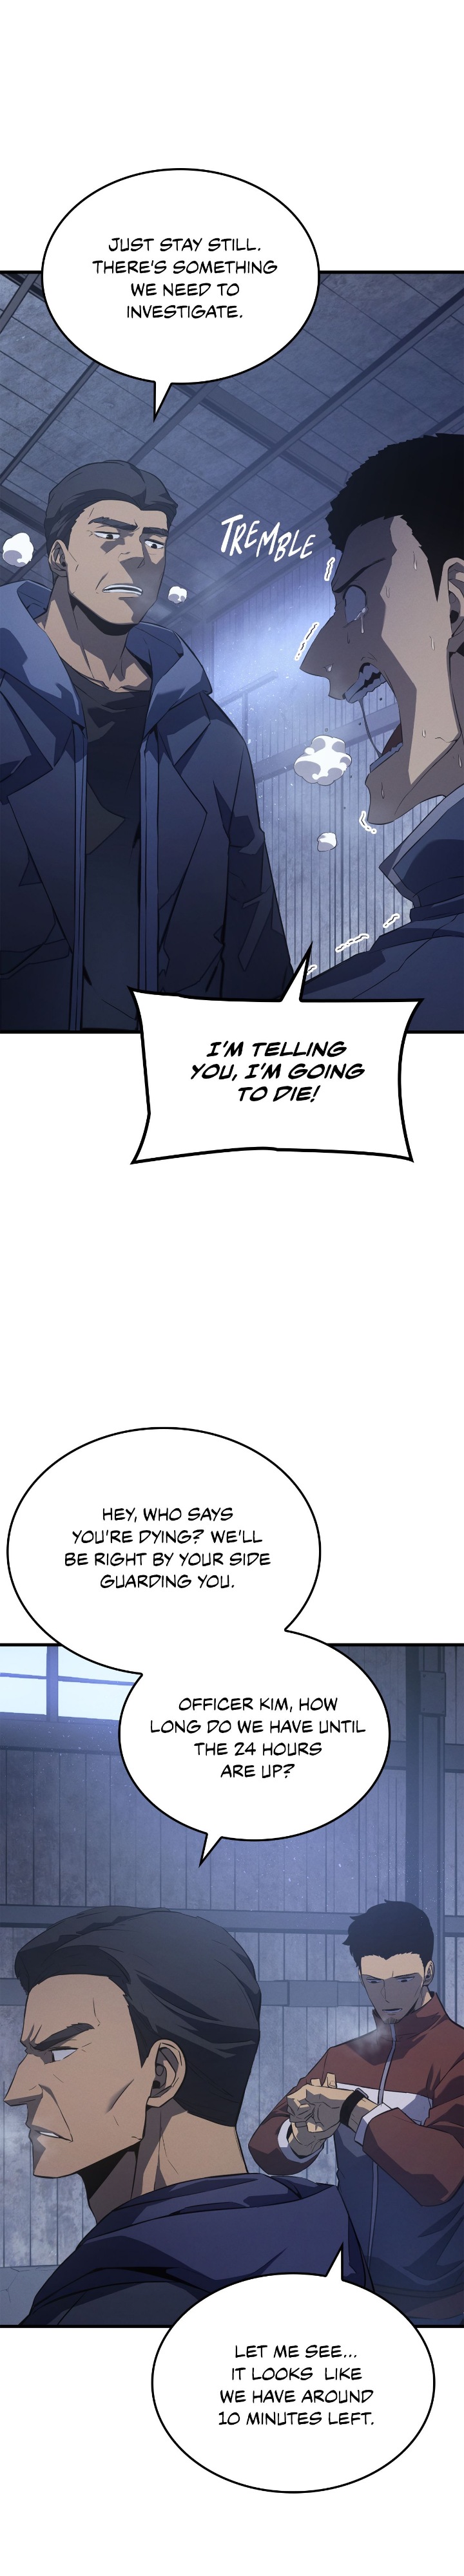 JUST STAY STILL.
THERE'S SOMETHING
WE NEED TO
INVESTIGATE.
TREMBLE
I'M TELLING
YOU, I'M GOING
TO DIE!
HEY, WHO SAYS
YOU'RE DYING? WE'LL
BE RIGHT BY YOUR SIDE
GUARDING YOU.
OFFICER KIM, HOW
LONG DO WE HAVE UNTIL
THE 24 HOURS
ARE UP?
LET ME SEE...
IT LOOKS LIKE
WE HAVE AROUND
10 MINUTES LEFT.